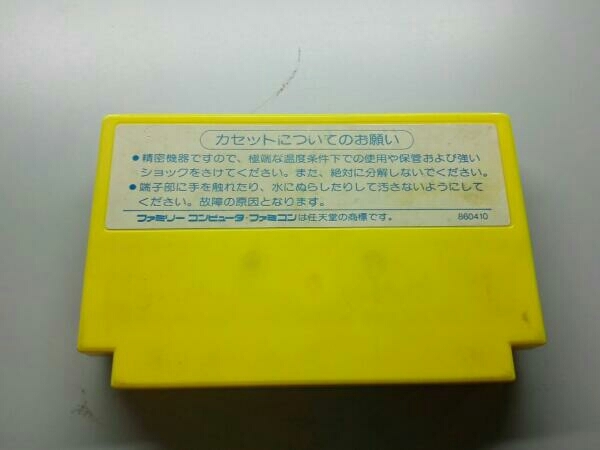 カセットについてのお願い
●精密機器ですので、極端な温度条件下での使用や保管および強い
ショックをさけてください。また、絶対に分解しないでください。
●端子部に手を触れたり、水にぬらしたりして汚さないようにして
ください。故障の原因となります。
ファミリーコンピュータ・ファミコンは任天堂の商標です。 860410